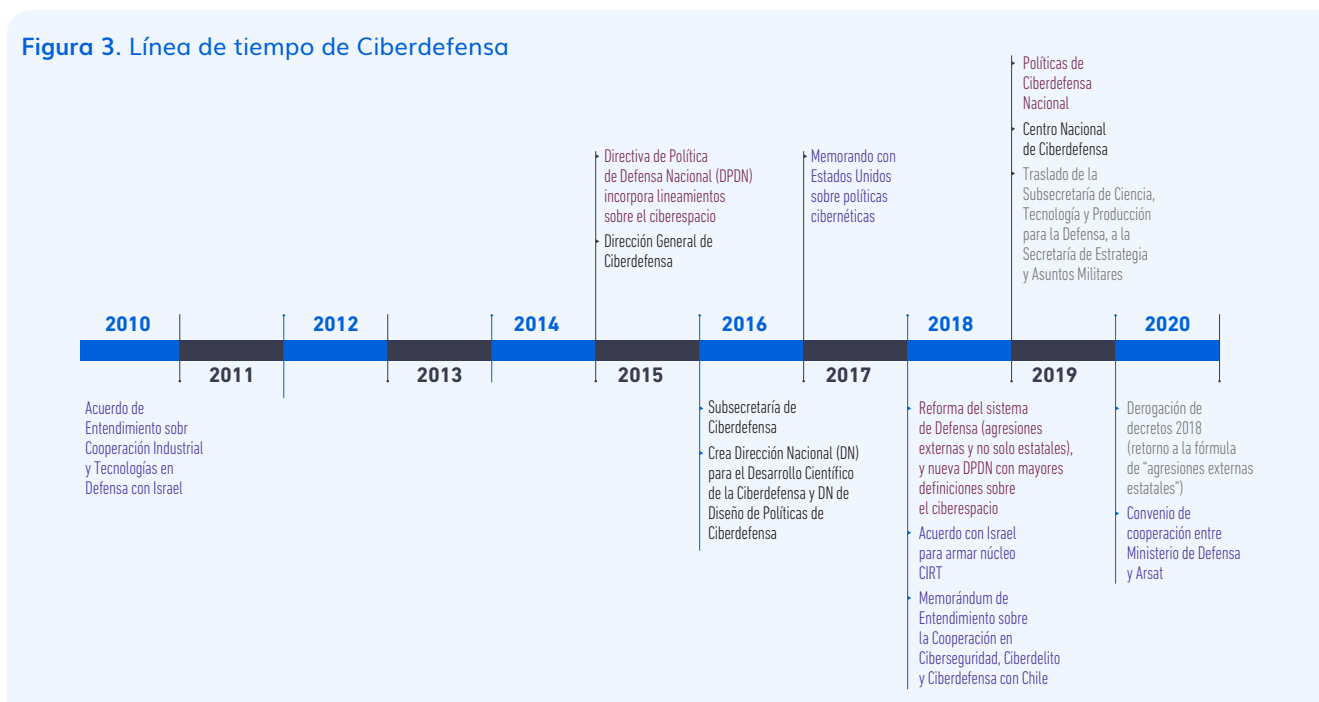 Figura 3. Línea de tiempo de Ciberdefensa
Políticas de
Ciberdefensa
Nacional
Centro Nacional
de Ciberdefensa
Traslado de la
Subsecretaría de Ciencia,
Tecnología y Producción
para la Defensa, a la
Secretaría de Estrategia
y Asuntos Militares
Directiva de Política
de Defensa Nacional (DPDN)
incorpora lineamientos
sobre el ciberespacio
Dirección General de
Ciberdefensa
Memorando con
Estados Unidos
sobre políticas
cibernéticas
2010
2012
2014
2016
2018
2020
2011
2013
2015
2017
2019
Acuerdo de
Entendimiento sobr
Cooperación Industrial
y Tecnologías en
Defensa con Israel
Subsecretaría de
Ciberdefensa
Crea Dirección Nacional (DN)
para el Desarrollo Científico
de la Ciberdefensa y DN de
Diseño de Políticas de
Ciberdefensa
Reforma del sistema
de Defensa (agresiones
externas y no solo estatales),
y nueva DPDN con mayores
definiciones sobre
el ciberespacio
Acuerdo con Israel
para armar núcleo
CIRT
Memorándum de
Entendimiento sobre
la Cooperación en
Ciberseguridad, Ciberdelito
y Ciberdefensa con Chile
Derogación de
decretos 2018
(retorno a la fórmula
de "agresiones externas
estatales")
Convenio de
cooperación entre
Ministerio de Defensa
y Arsat